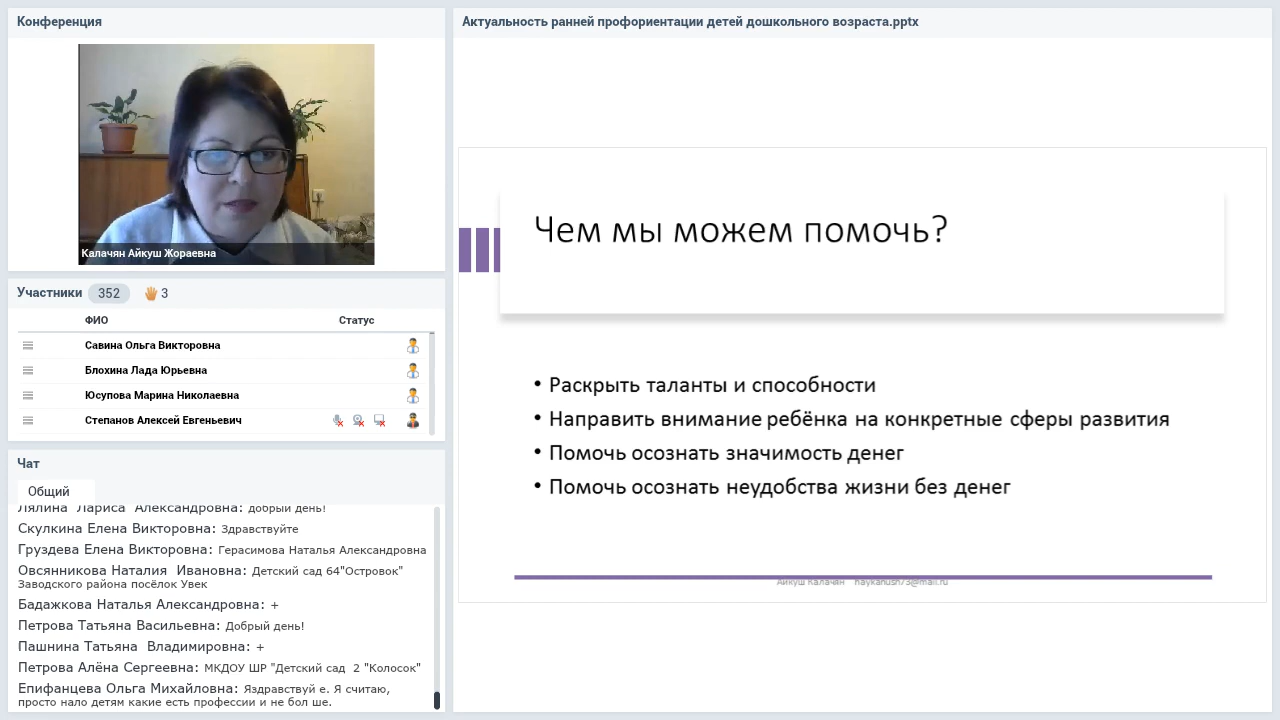 Конференция
Калачян Айкуш Жораевна
Участники 352 3
ФИО Статус
Савина Ольга Викторовна
Блохина Лада Юрьевна
Юсупова Марина Николаевна
Степанов Алексей Евгеньевич
Чат
Общий
Лялина Лариса Александровна: добрый день!
Скулкина Елена Викторовна: Здравствуйте
Груздева Елена Викторовна: Герасимова Наталья Александровна
Овсянникова Наталия Ивановна: Детский сад 64"Островок"
Заводского района посёлок Увек
Бадажкова Наталья Александровна: +
Петрова Татьяна Васильевна: Добрый день!
Пашнина Татьяна Владимировна: +
Петрова Алёна Сергеевна: МКДОУ ШР "Детский сад 2 "Колосок"
Епифанцева Ольга Михайловна: Яздравствуй е. Я считаю,
просто нало детям какие есть профессии и не бол ше.
Актуальность ранней профориентации детей дошкольного возраста.pptx
Чем мы можем помочь?
• Раскрыть таланты и способности
• Направить внимание ребёнка на конкретные сферы развития
• Помочь осознать значимость денег
• Помочь осознать неудобства жизни без денег
Айкуш Калачян haykanush73@mail.ru